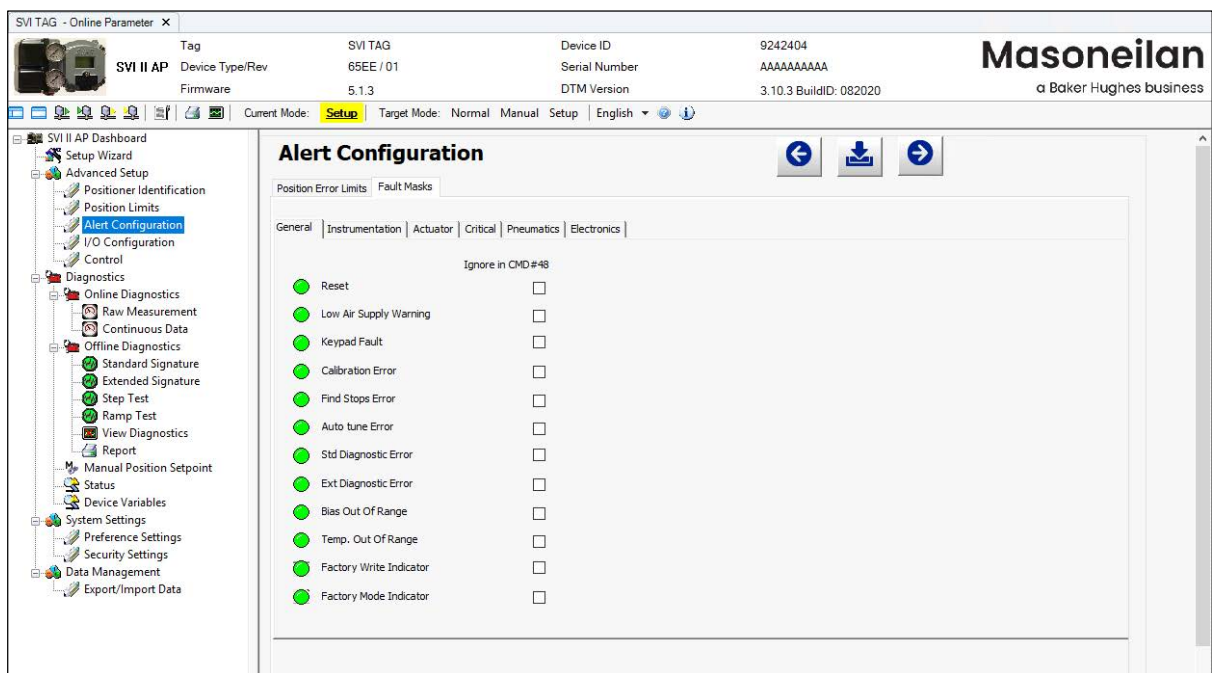 SVI TAG - Online Parameter X
SVI II AP
Tag SVI TAG Device ID 9242404
Device Type/Rev 65EE / 01 Serial Number AAAAAAAAAA
Firmware 5.1.3 DTM Version 3.10.3 BuildID: 082020
Masoneilan
a Baker Hughes business
Current Mode: Setup Target Mode: Normal Manual Setup English
SVI II AP Dashboard
Setup Wizard
Advanced Setup
Positioner Identification
Position Limits
Alert Configuration
I/O Configuration
Control
Diagnostics
Online Diagnostics
Raw Measurement
Continuous Data
Offline Diagnostics
Standard Signature
Extended Signature
Step Test
Ramp Test
View Diagnostics
Report
Manual Position Setpoint
Status
Device Variables
System Settings
Preference Settings
Security Settings
Data Management
Export/Import Data
Alert Configuration
Position Error Limits Fault Masks
General Instrumentation Actuator Critical Pneumatics Electronics
Ignore in CMD#48
Reset
Low Air Supply Warning
Keypad Fault
Calibration Error
Find Stops Error
Auto tune Error
Std Diagnostic Error
Ext Diagnostic Error
Bias Out Of Range
Temp. Out Of Range
Factory Write Indicator
Factory Mode Indicator